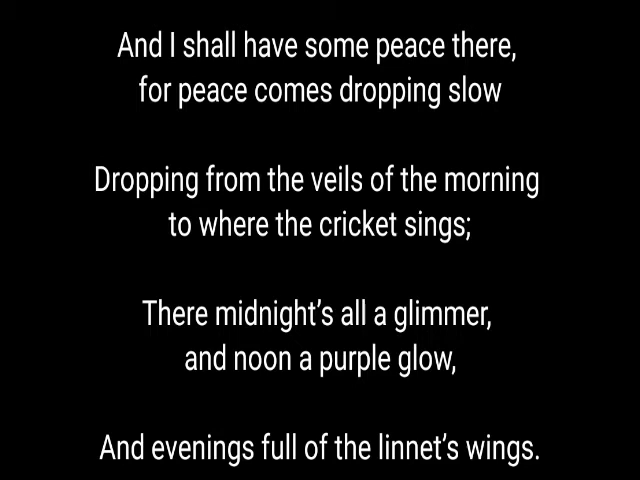 And I shall have some peace there,
for peace comes dropping slow
Dropping from the veils of the morning
to where the cricket sings;
There midnight’s all a glimmer,
and noon a purple glow,
And evenings full of the linnet’s wings.